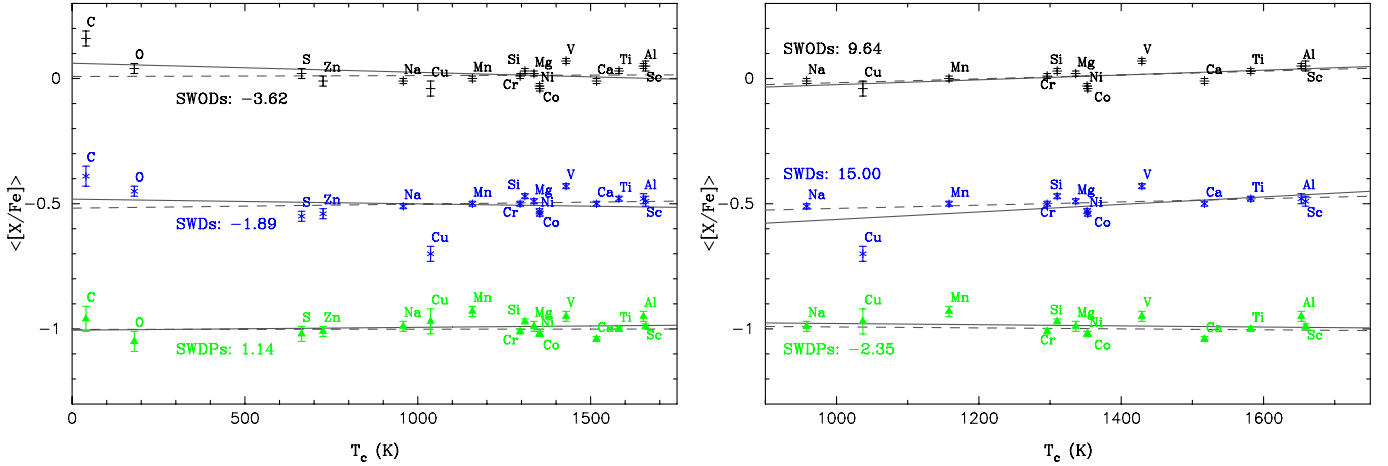 <[X/Fe]>
0
−0.5
−1
C
O
S
Zn
Na
Cu
Mn
Si
Cr
Mg
Ni
Co
V
Ca
Ti
Al
Sc
SWODs: −3.62
C
O
S
Zn
Na
Cu
Mn
Si
Cr
Mg
Ni
Co
V
Ca
Ti
Al
Sc
SWDs: −1.89
C
O
S
Zn
Na
Cu
Mn
Si
Cr
Mg
Ni
Co
V
Ca
Ti
Al
Sc
SWDPs: 1.14
0 500 1000 1500
T_c (K)
<[X/Fe]>
0
−0.5
−1
SWODs: 9.64
Na
Cu
Mn
Si
Cr
Mg
Ni
Co
V
Ca
Ti
Al
Sc
SWDs: 15.00
Na
Cu
Mn
Si
Cr
Mg
Ni
Co
V
Ca
Ti
Al
Sc
Na
Cu
Mn
Si
Cr
Mg
Ni
Co
V
Ca
Ti
Al
Sc
SWDPs: −2.35
1000 1200 1400 1600
T_c (K)